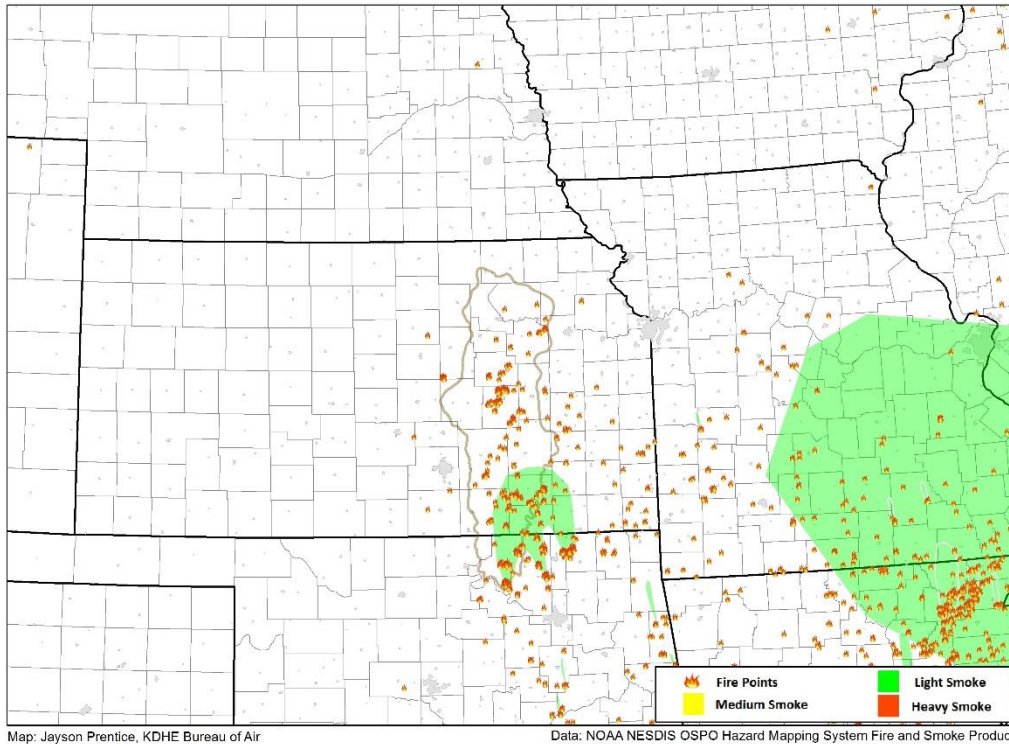 Fire Points
Light Smoke
Medium Smoke
Heavy Smoke
Map: Jayson Prentice, KDHE Bureau of Air
Data: NOAA NESDIS OSPO Hazard Mapping System Fire and Smoke Produc